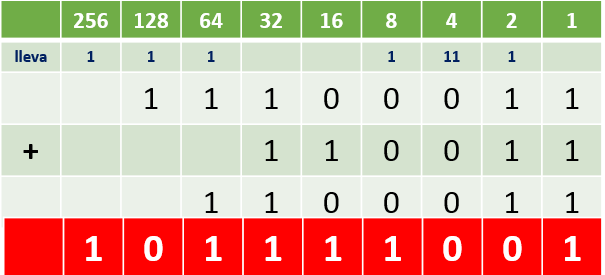 256 128 64 32 16 8 4 2 1
lleva 1 1 1 1 11 1
1 1 1 0 0 0 1 1
+ 1 1 0 0 1 1
1 1 0 0 0 1 1
1 0 1 1 1 1 0 0 1